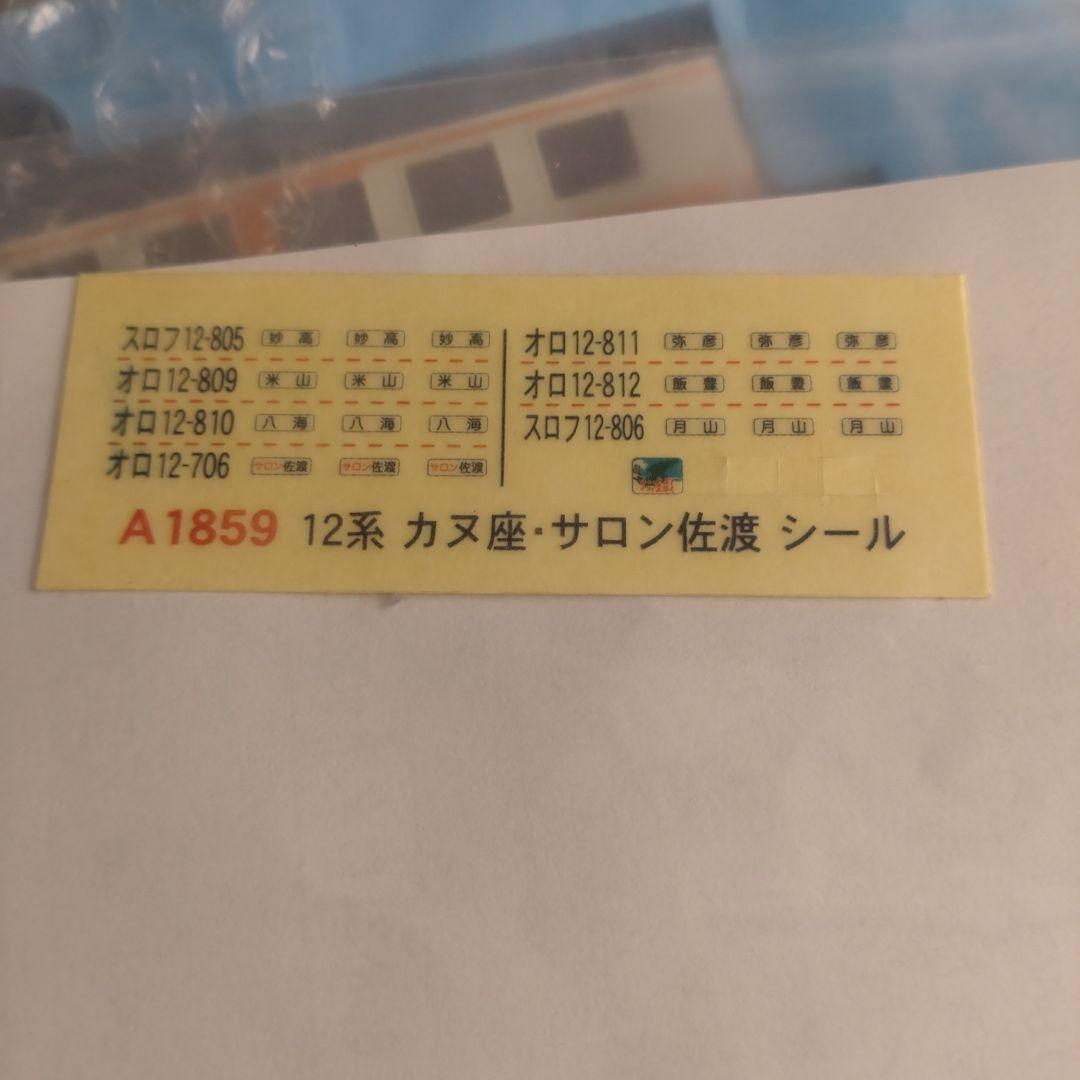 スロフ12-805 妙高 妙高 妙高
オロ12-809 米山 米山 米山
オロ12-810 八海 八海 八海
オロ12-706 サロン佐渡 サロン佐渡 サロン佐渡
オロ12-811 弥彦 弥彦 弥彦
オロ12-812 飯豊 飯豊 飯豊
スロフ12-806 月山 月山 月山
A1859 12系 カヌ座・サロン佐渡 シール